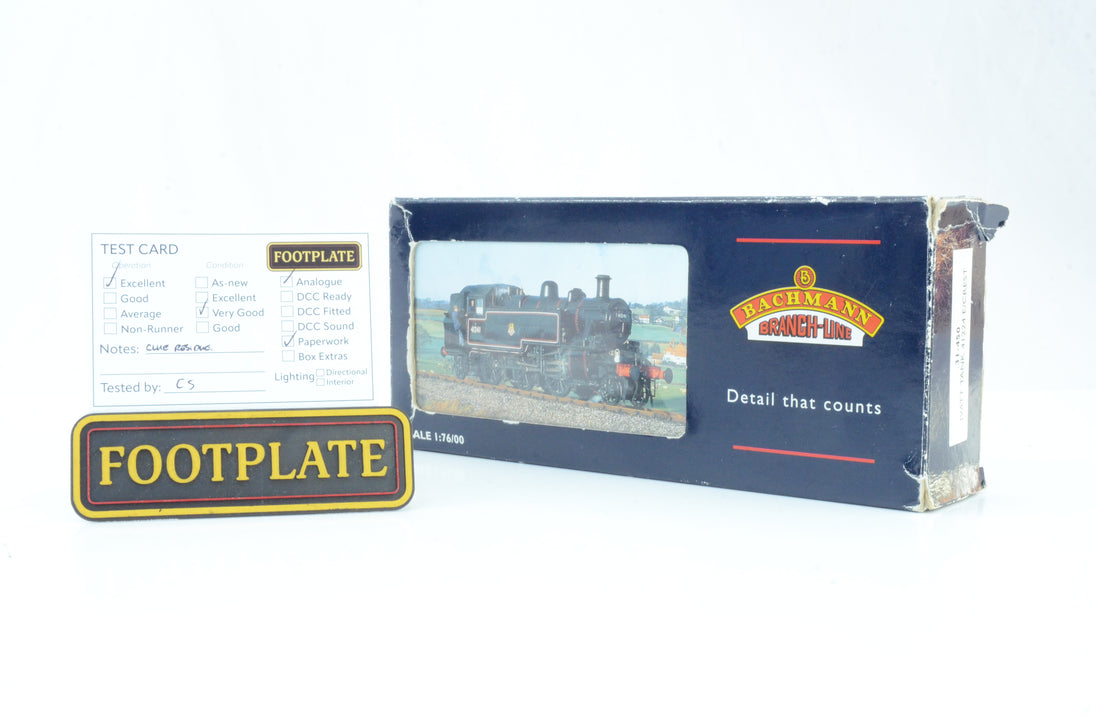 TEST CARD
FOOTPLATE
Operation
Excellent
Good
Average
Non-Runner
Condition
As-new
Excellent
Very Good
Good
Analogue
DCC Ready
DCC Fitted
DCC Sound
Paperwork
Box Extras
Notes:
Lighting
Directional
Interior
Tested by: CS
FOOTPLATE
ALE 1:76/00
B
BACHMANN
BRANCH-LINE
Detail that counts